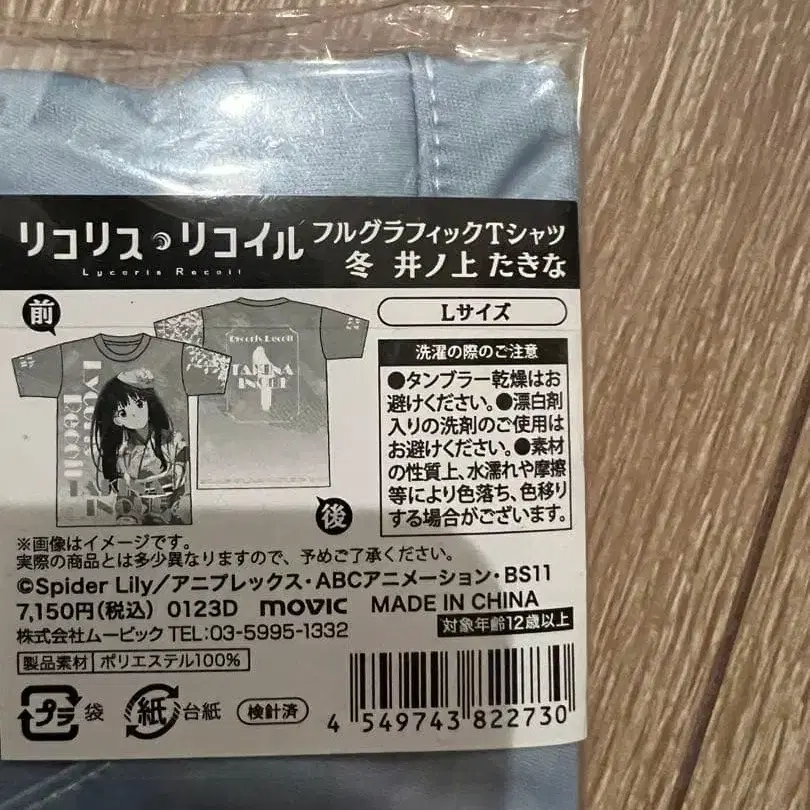 リコリス・リコイル
Lycoris Recoil
フルグラフィックTシャツ
冬 井ノ上 たきな
Lサイズ
前
Lycoris
Recoil
TAKINA
INOUE
Lycoris Recoil
TAKINA
INOUE
後
洗濯の際のご注意
●タンブラー乾燥はお
避けください。●漂白剤
入りの洗剤のご使用は
お避けください。●素材
の性質上、水濡れや摩擦
等により色落ち、色移り
する場合がございます。
※画像はイメージです。
実際の商品とは多少異なりますので、予めご了承ください。
©Spider Lily/アニプレックス・ABCアニメーション・BS11
7,150円(税込) 0123D movic MADE IN CHINA
株式会社ムービック TEL:03-5995-1332
対象年齢12歳以上
製品素材 ポリエステル100%
プラ 袋 紙 台紙 検針済
4 549743 822730